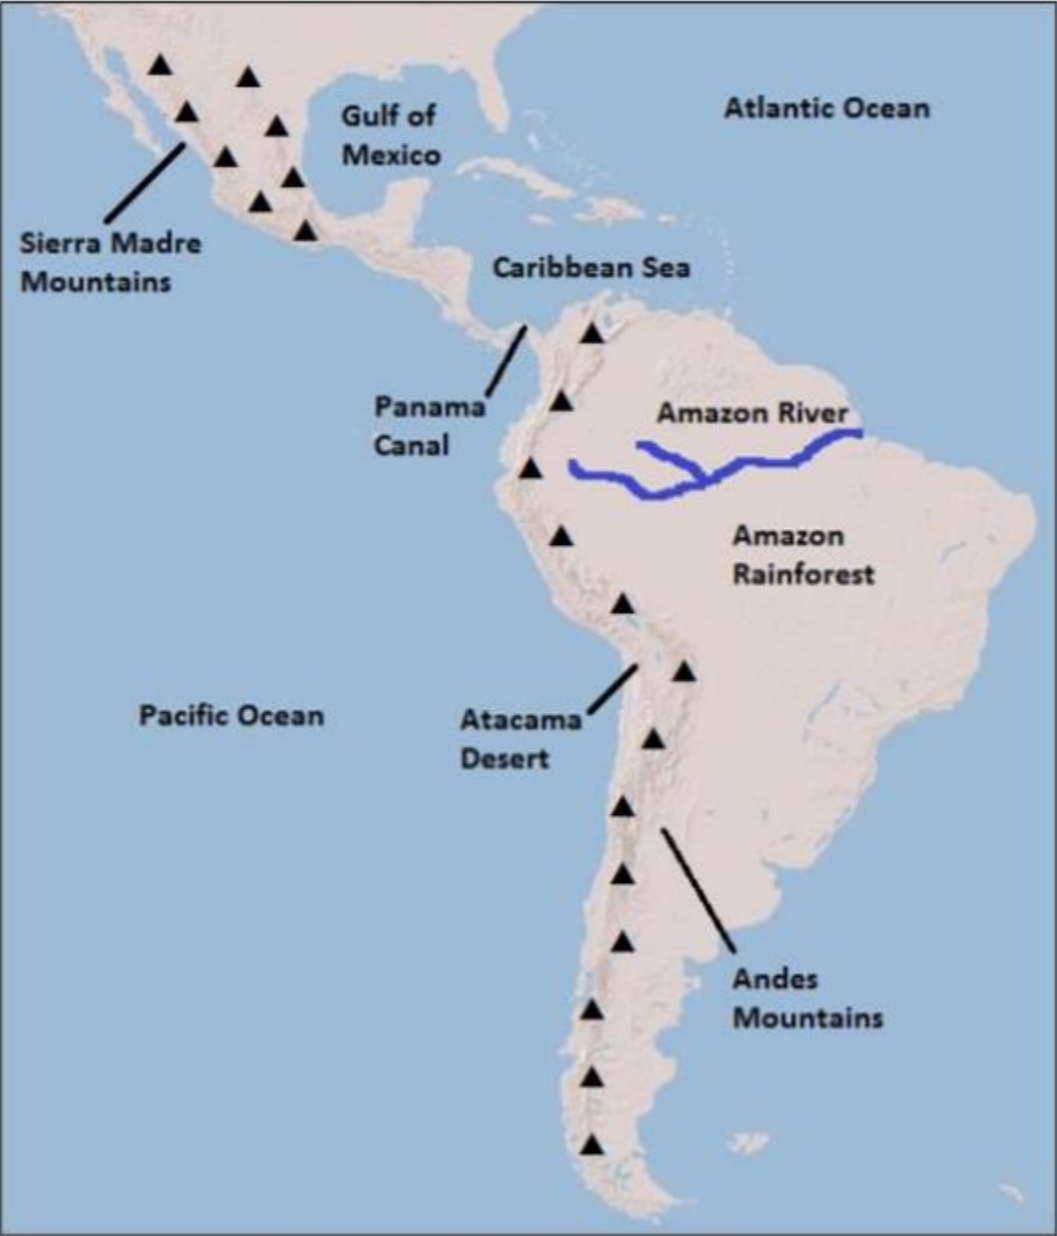 Atlantic Ocean
Gulf of
Mexico
Sierra Madre
Mountains
Caribbean Sea
Panama
Canal
Amazon River
Amazon
Rainforest
Pacific Ocean
Atacama
Desert
Andes
Mountains